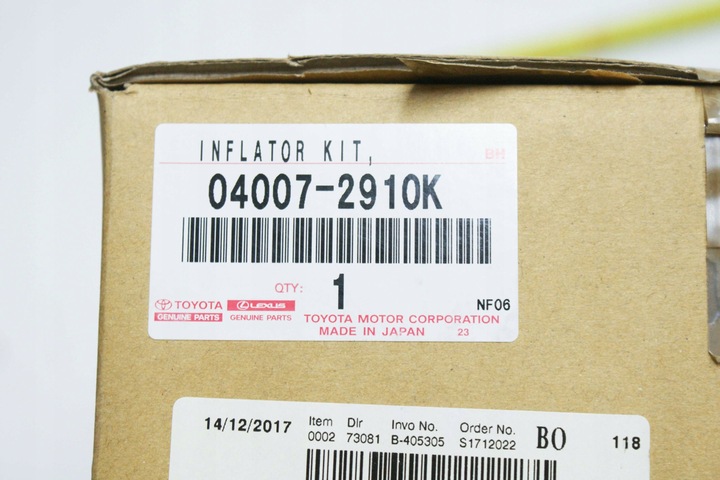 INFLATOR KIT,
BH
04007-2910K
QTY: 1
NF06
TOYOTA
GENUINE PARTS
LEXUS
GENUINE PARTS
TOYOTA MOTOR CORPORATION
MADE IN JAPAN 23
14/12/2017
Item Dlr Invo No. Order No.
0002 73081 B-405305 S1712022
BO
118